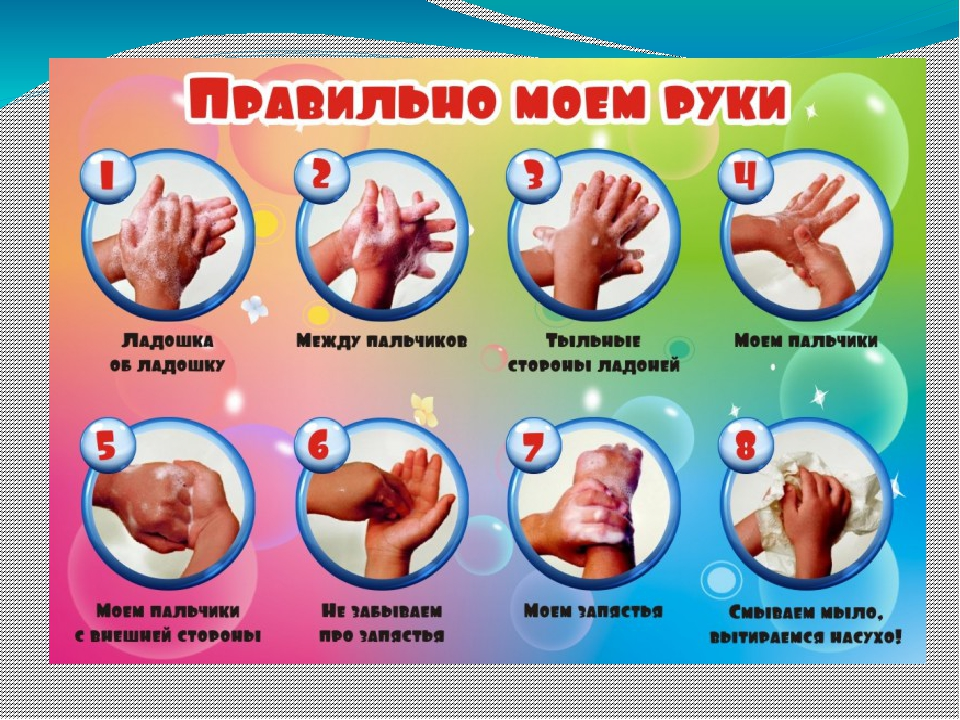 Правильно моем руки
1
2
3
4
Ладошка
об ладошку
Между пальчиков
Тыльные
стороны ладоней
Моем пальчики
5
6
7
8
Моем пальчики
с внешней стороны
Не забываем
про запястья
Моем запястья
Смываем мыло,
вытираемся насухо!